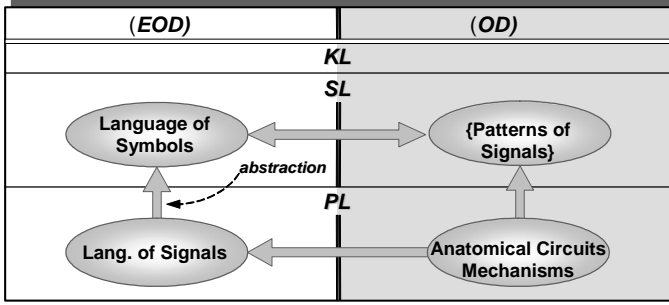 (EOD) (OD)
KL
SL
Language of
Symbols
{Patterns of
Signals}
abstraction
PL
Lang. of Signals
Anatomical Circuits
Mechanisms